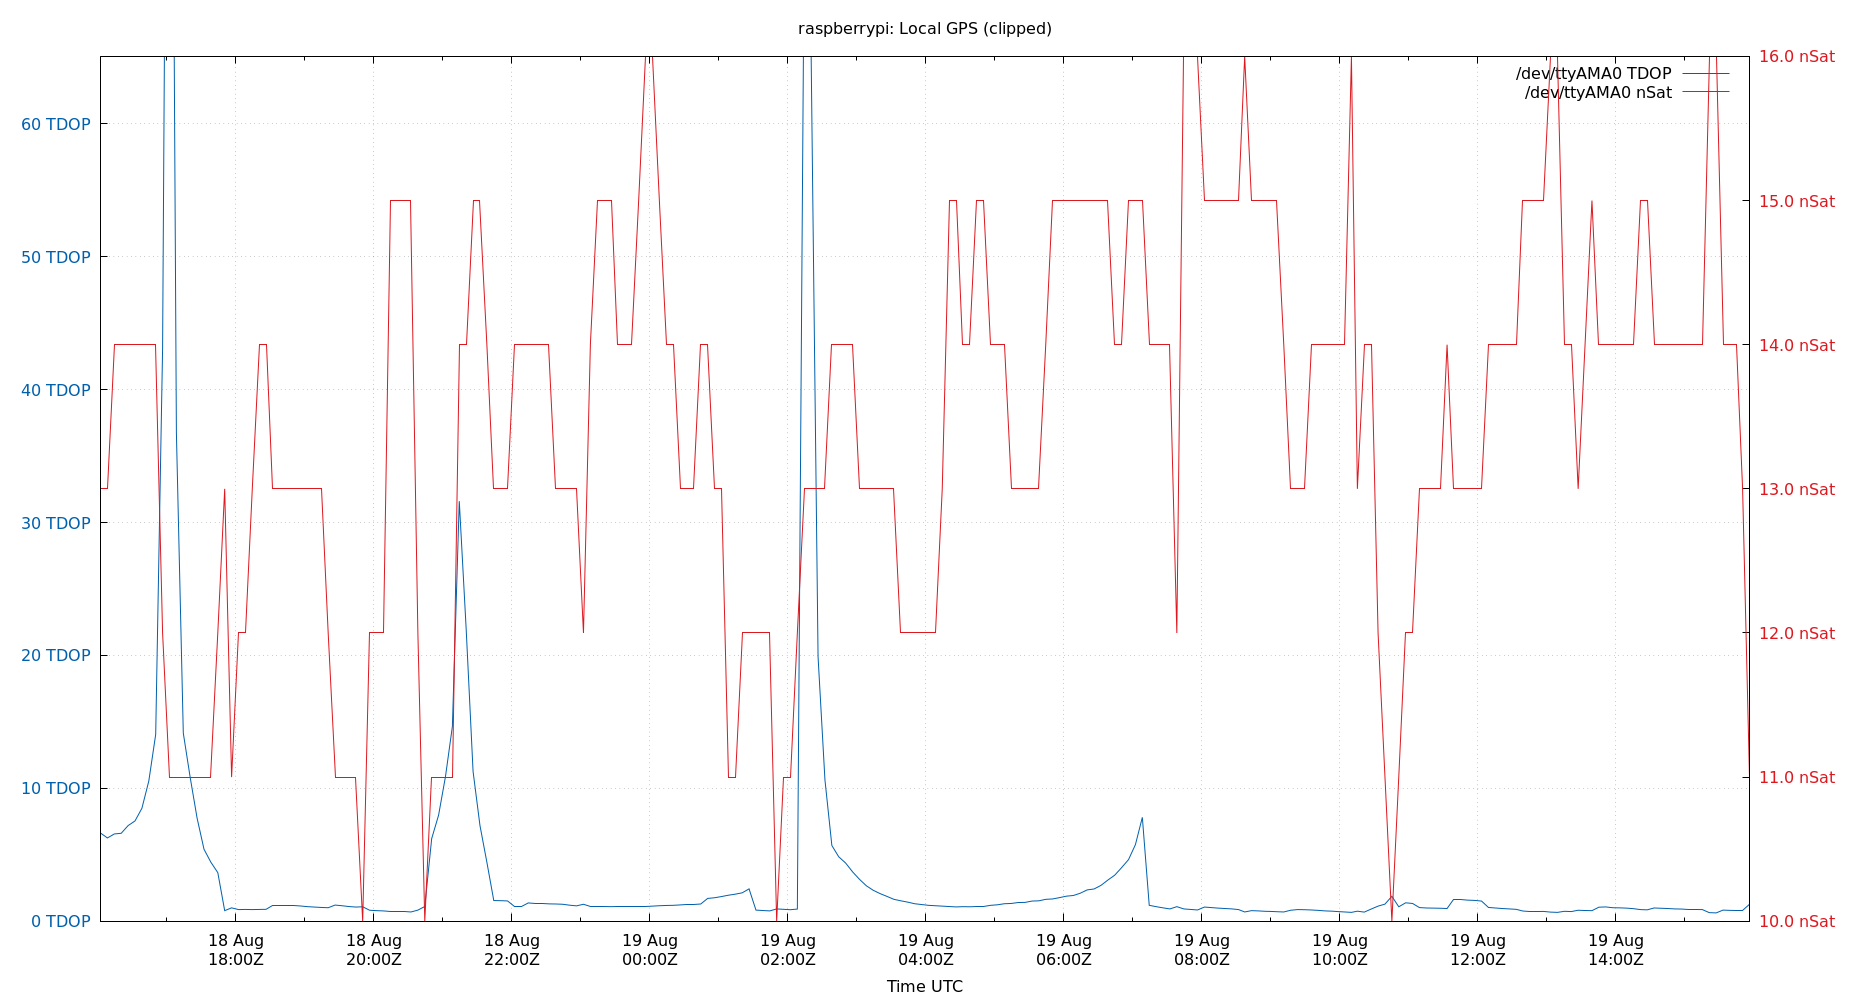 raspberrypi: Local GPS (clipped)
/dev/ttyAMA0 TDOP
/dev/ttyAMA0 nSat
60 TDOP
50 TDOP
40 TDOP
30 TDOP
20 TDOP
10 TDOP
0 TDOP
16.0 nSat
15.0 nSat
14.0 nSat
13.0 nSat
12.0 nSat
11.0 nSat
10.0 nSat
18 Aug
18:00Z
18 Aug
20:00Z
18 Aug
22:00Z
19 Aug
00:00Z
19 Aug
02:00Z
19 Aug
04:00Z
19 Aug
06:00Z
19 Aug
08:00Z
19 Aug
10:00Z
19 Aug
12:00Z
19 Aug
14:00Z
Time UTC